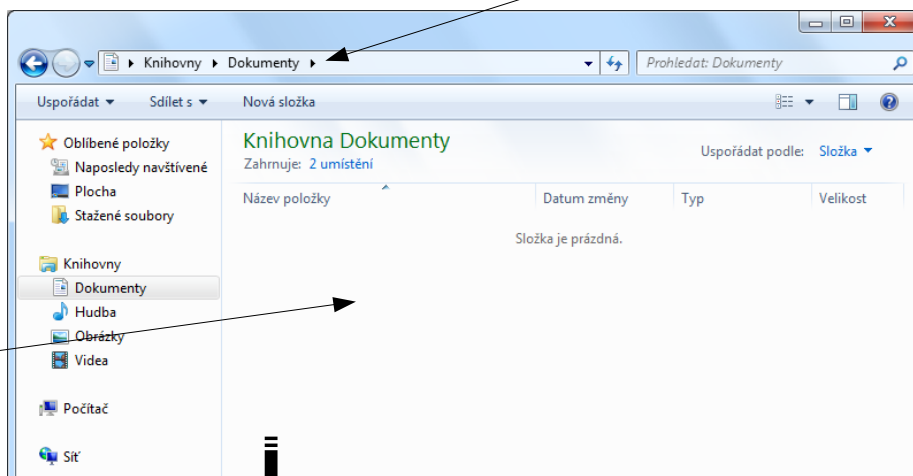 Knihovny Dokumenty
Prohledat: Dokumenty
Uspořádat Sdílet s Nová složka
Oblíbené položky
Naposledy navštívené
Plocha
Stažené soubory
Knihovny
Dokumenty
Hudba
Obrázky
Videa
Počítač
Síť
Knihovna Dokumenty
Zahrnuje: 2 umístění
Uspořádat podle: Složka
Název položky Datum změny Typ Velikost
Složka je prázdná.